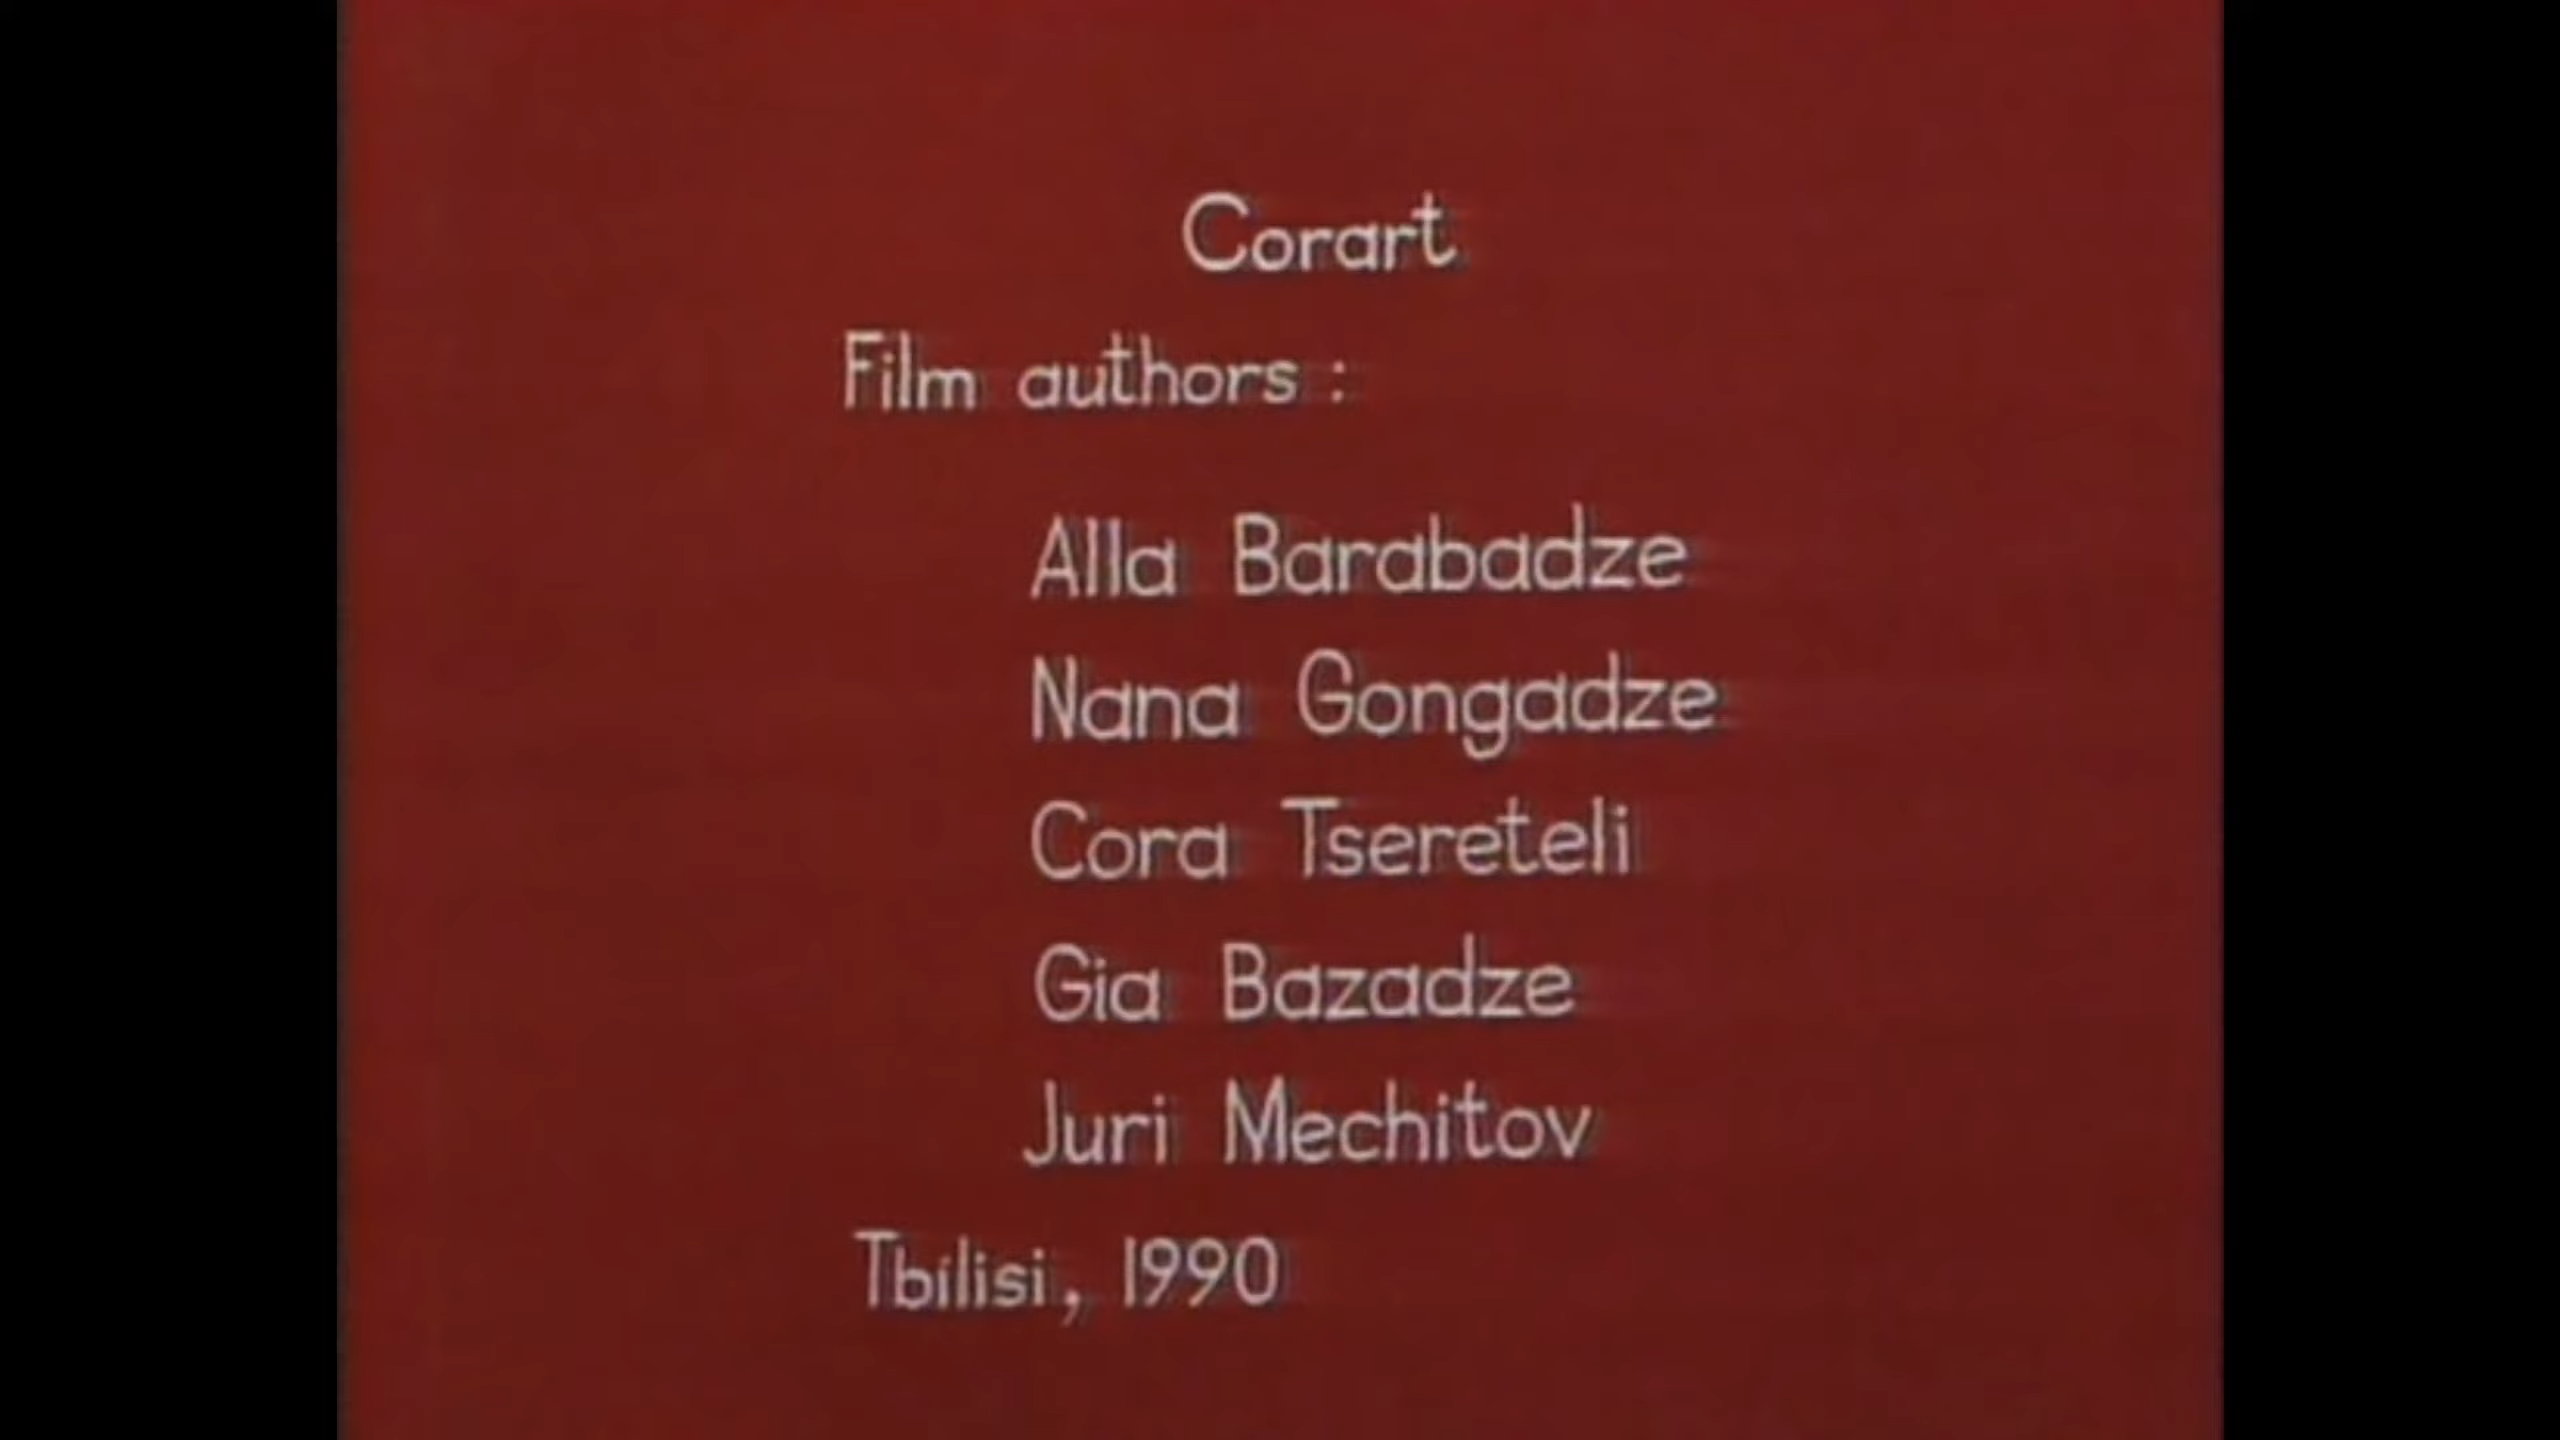 Corart
Film authors :
Alla Barabadze
Nana Gongadze
Cora Tsereteli
Gia Bazadze
Juri Mechitov
Tbilisi, 1990